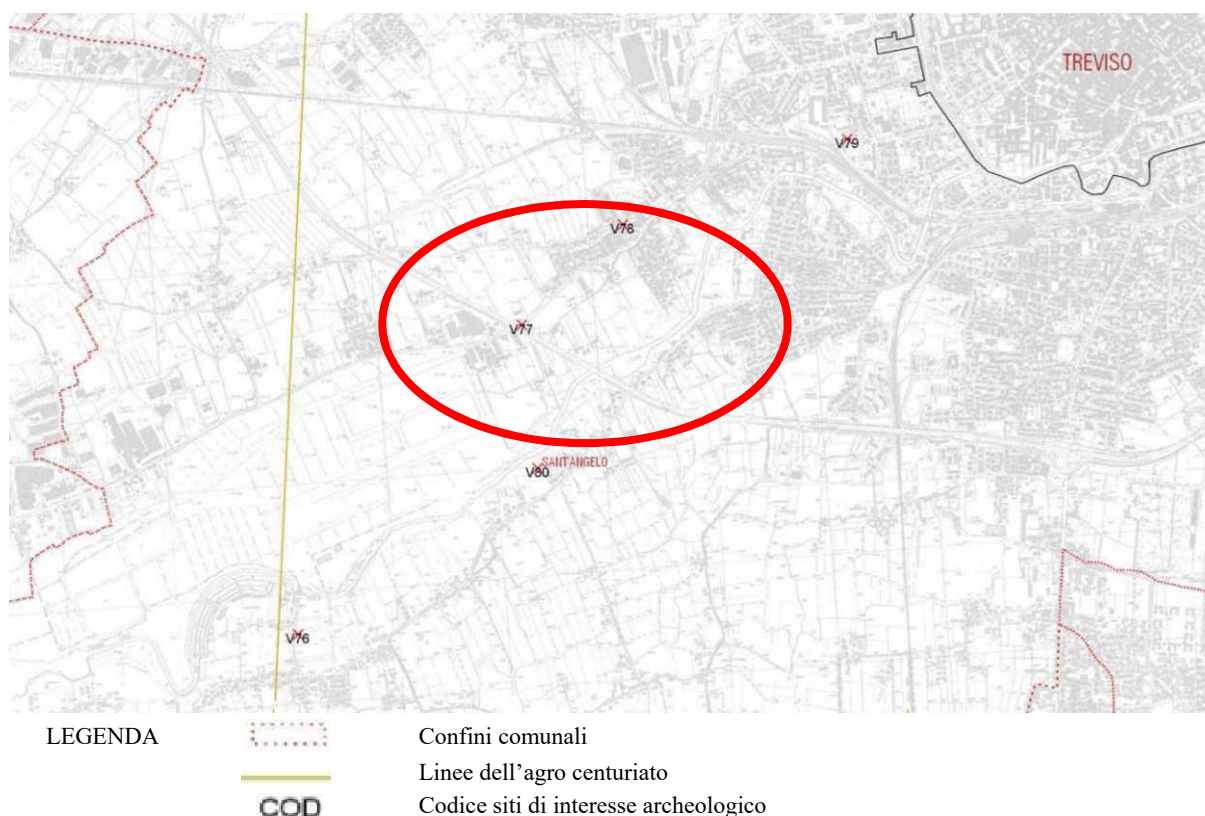 TREVISO
V79
V78
V77
SANT'ANGELO
V80
V76
LEGENDA
Confini comunali
Linee dell’agro centuriato
COD Codice siti di interesse archeologico